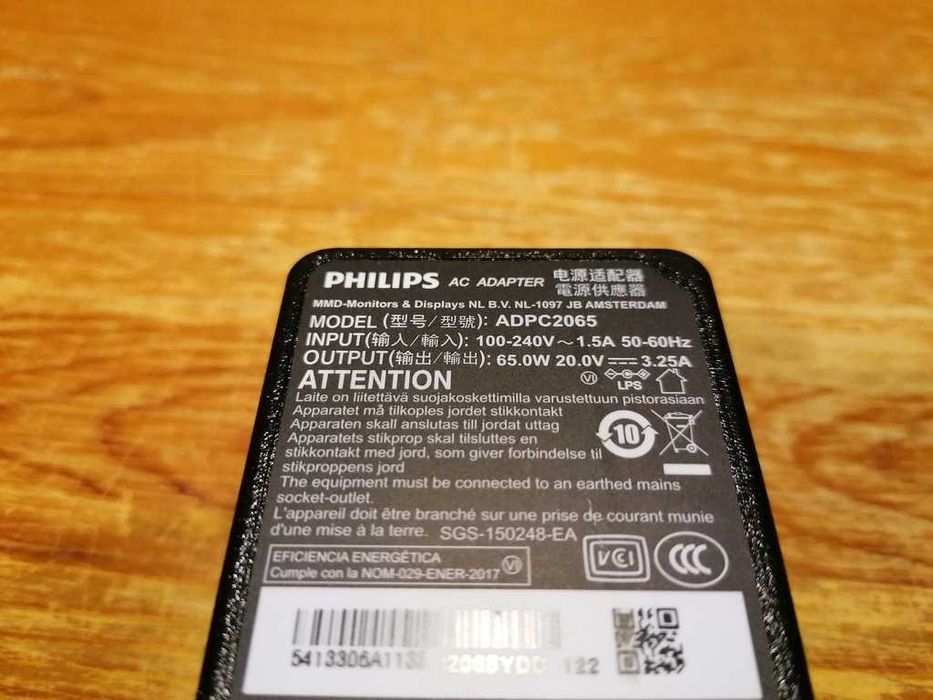 PHILIPS AC ADAPTER 电源适配器
電源供應器
MMD-Monitors & Displays NL B.V. NL-1097 JB AMSTERDAM
MODEL (型号/型號): ADPC2065
INPUT(输入/輸入): 100-240V～1.5A 50-60Hz
OUTPUT(输出/輸出): 65.0W 20.0V⎓3.25A
ATTENTION
VI
LPS
Laite on liitettävä suojakoskettimilla varustettuun pistorasiaan
Apparatet må tilkoples jordet stikkontakt
Apparaten skall anslutas till jordat uttag
Apparatets stikprop skal tilsluttes en
stikkontakt med jord, som giver forbindelse til
stikproppens jord
10
The equipment must be connected to an earthed mains
socket-outlet.
L'appareil doit être branché sur une prise de courant munie
d'une mise à la terre. SGS-150248-EA
EFICIENCIA ENERGÉTICA
Cumple con la NOM-029-ENER-2017 VI
VCCI
CCC
122